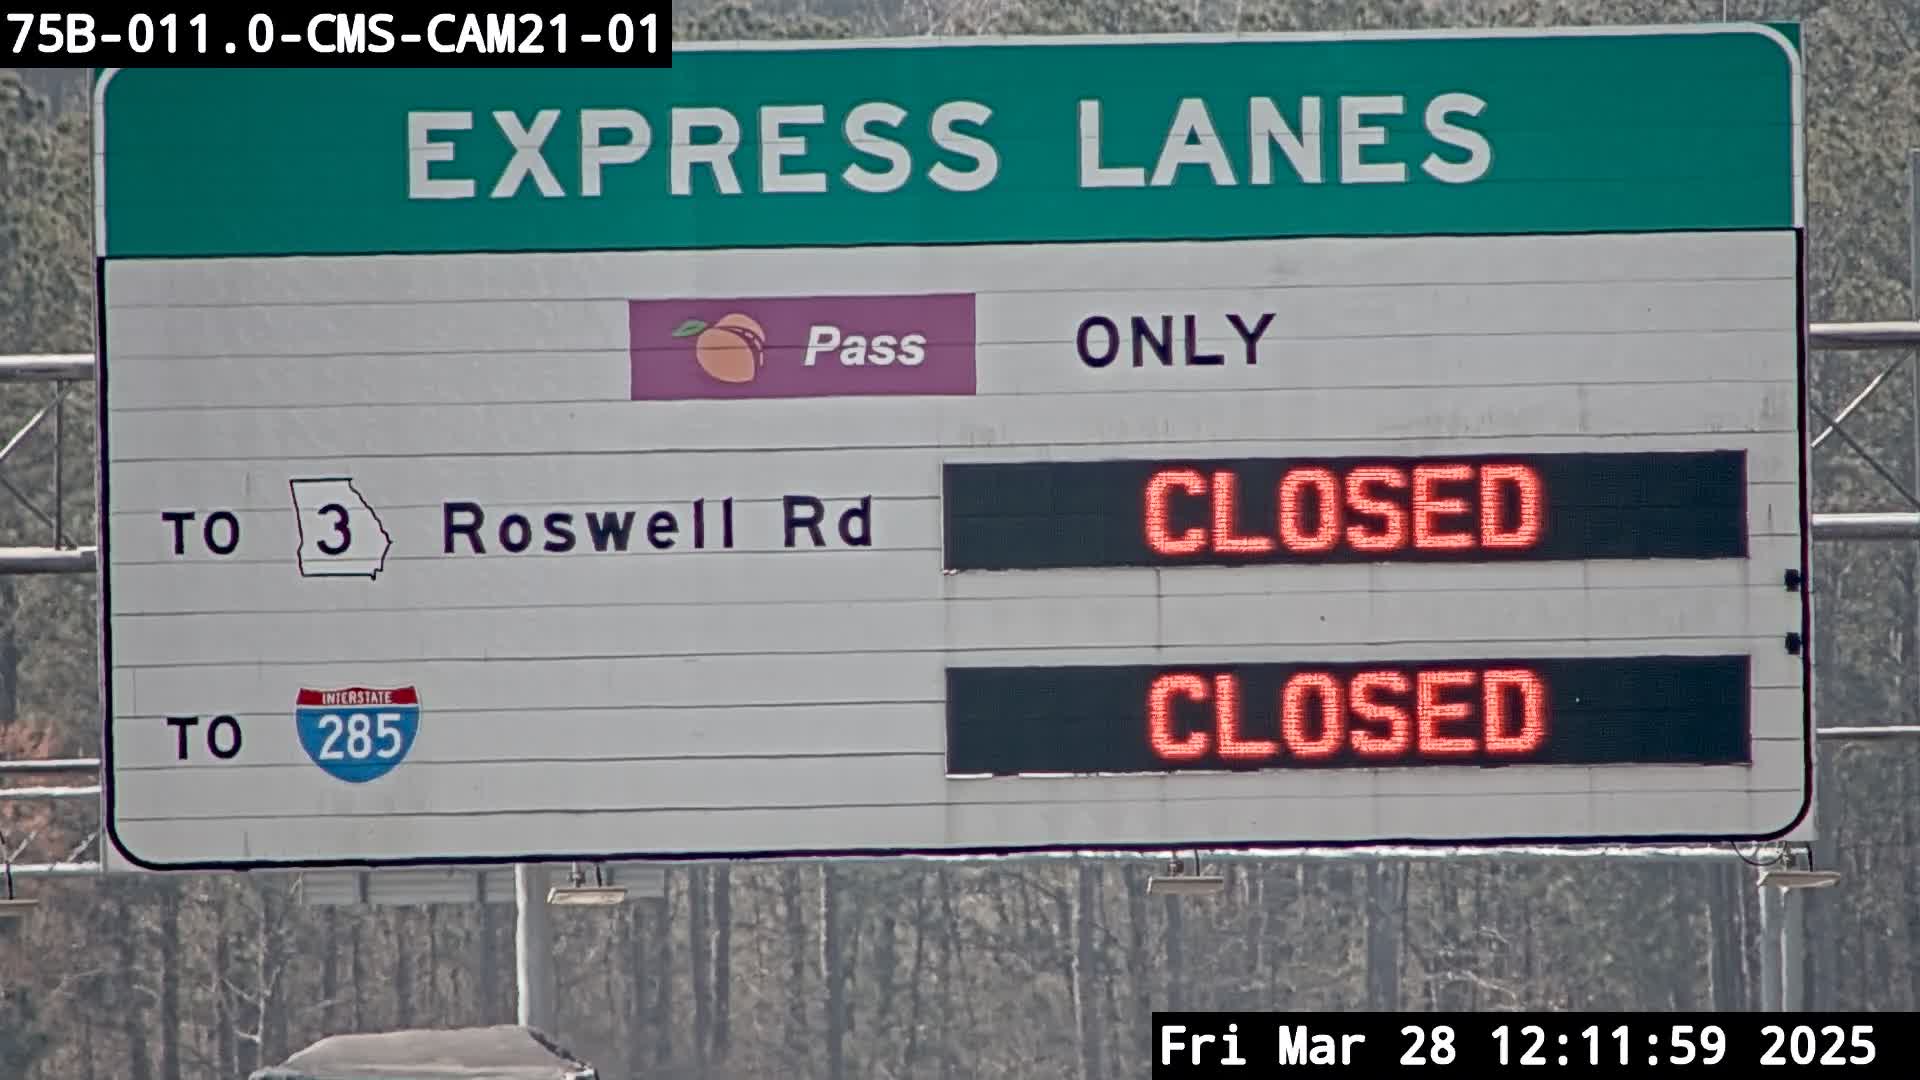 75B-011.0-CMS-CAM21-01
EXPRESS LANES
Pass ONLY
TO 3 Roswell Rd CLOSED
TO INTERSTATE 285 CLOSED
Fri Mar 28 12:11:59 2025